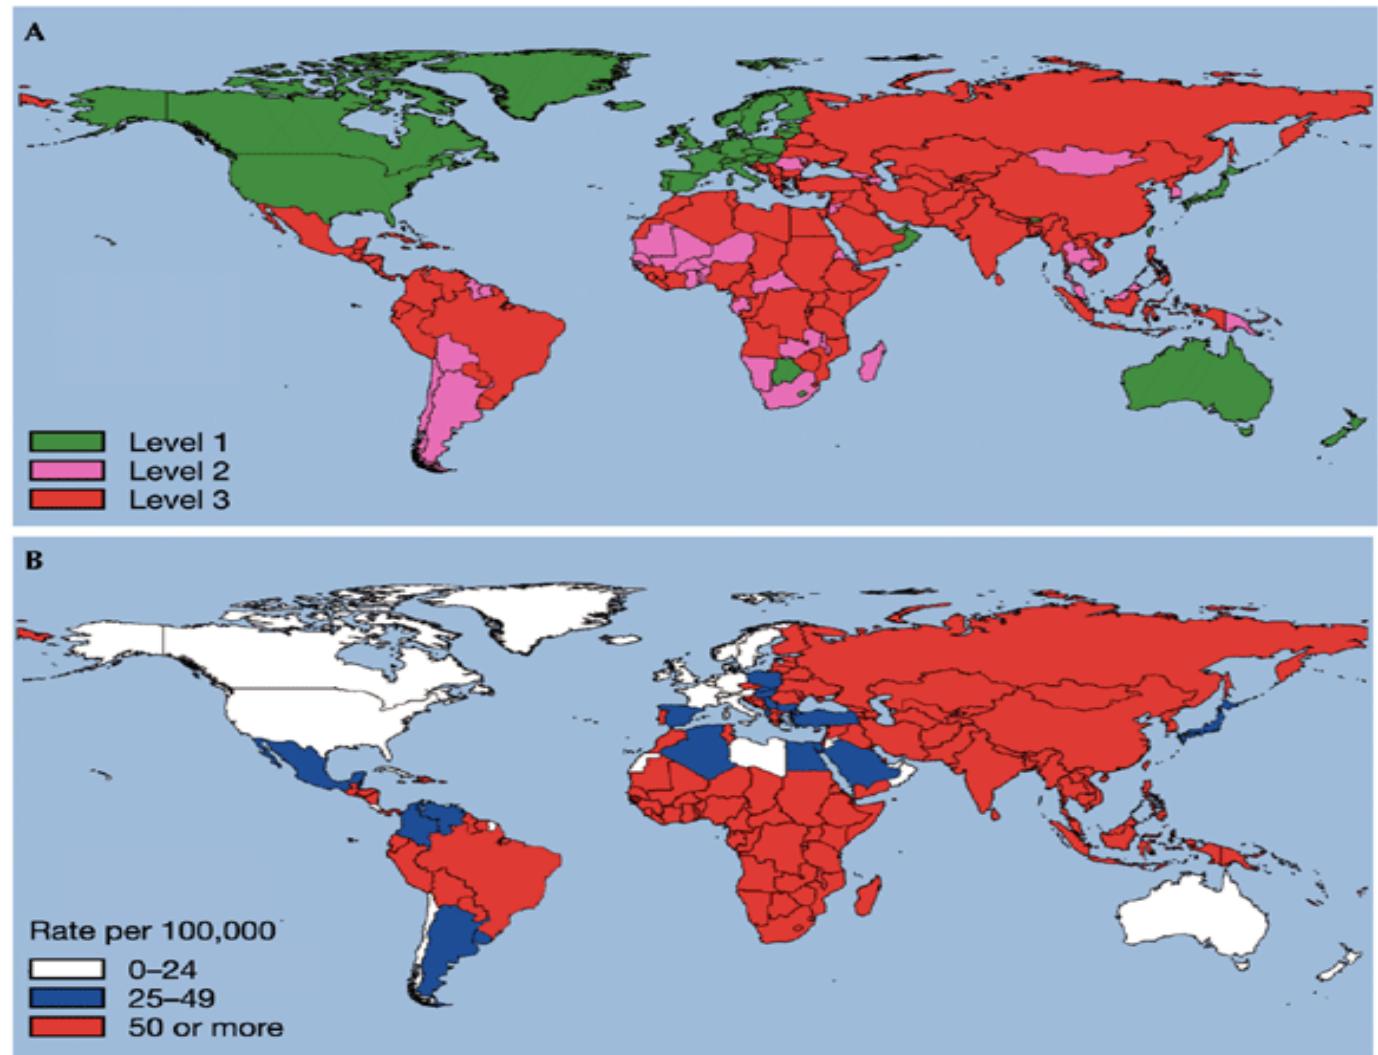 A
Level 1
Level 2
Level 3
B
Rate per 100,000
0–24
25–49
50 or more